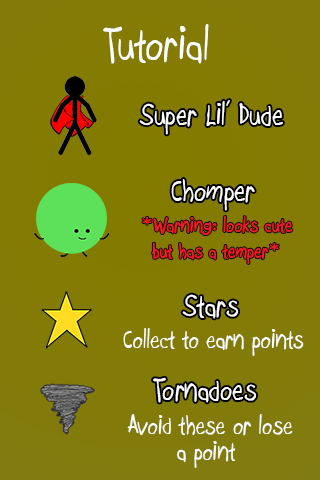 Tutorial
Super Lil' Dude
Chomper
*Warning: looks cute
but has a temper*
Stars
Collect to earn points
Tornadoes
Avoid these or lose
a point